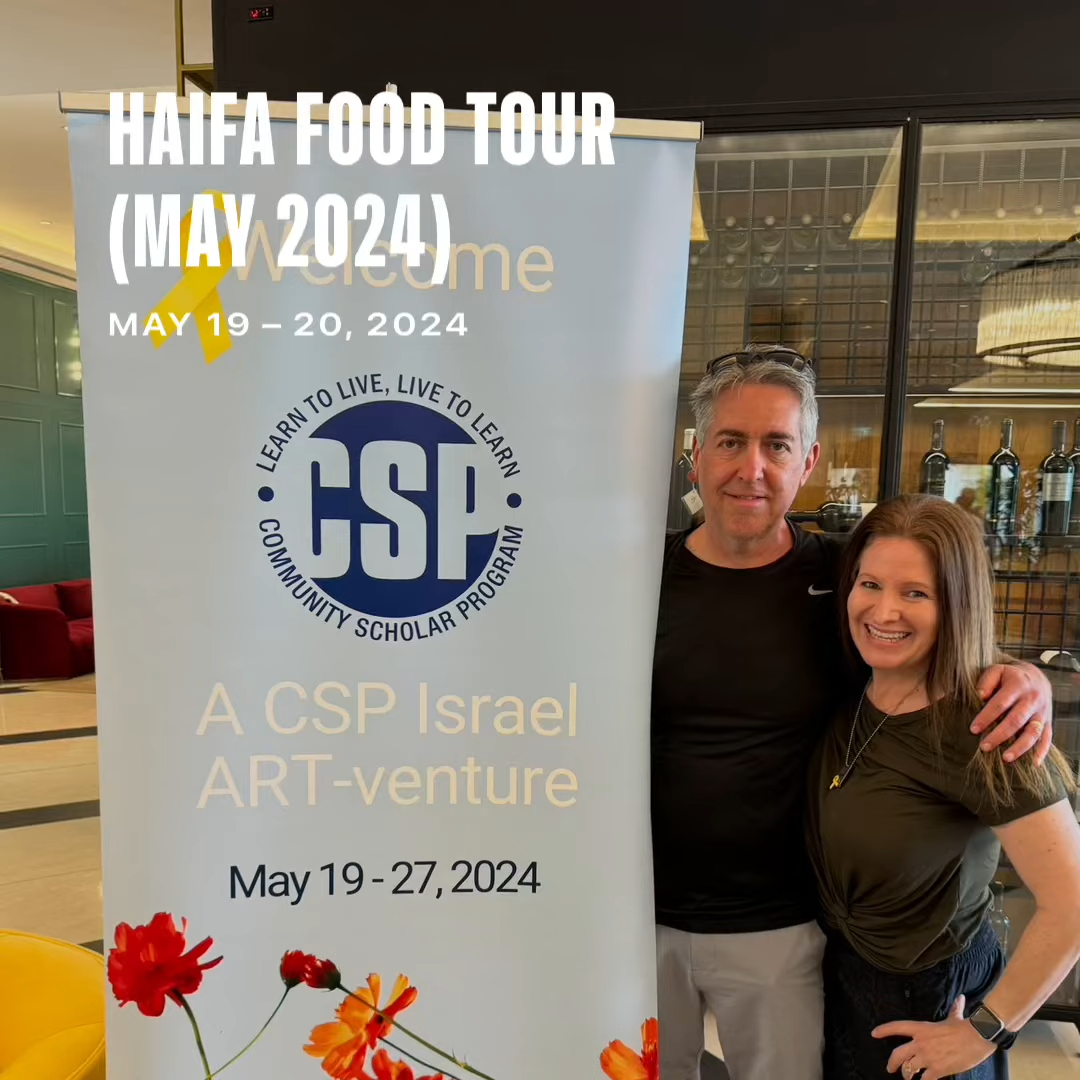 HAIFA FOOD TOUR
(MAY 2024)
MAY 19 – 20, 2024
Welcome
LEARN TO LIVE, LIVE TO LEARN
CSP
COMMUNITY SCHOLAR PROGRAM
A CSP Israel
ART-venture
May 19 - 27, 2024